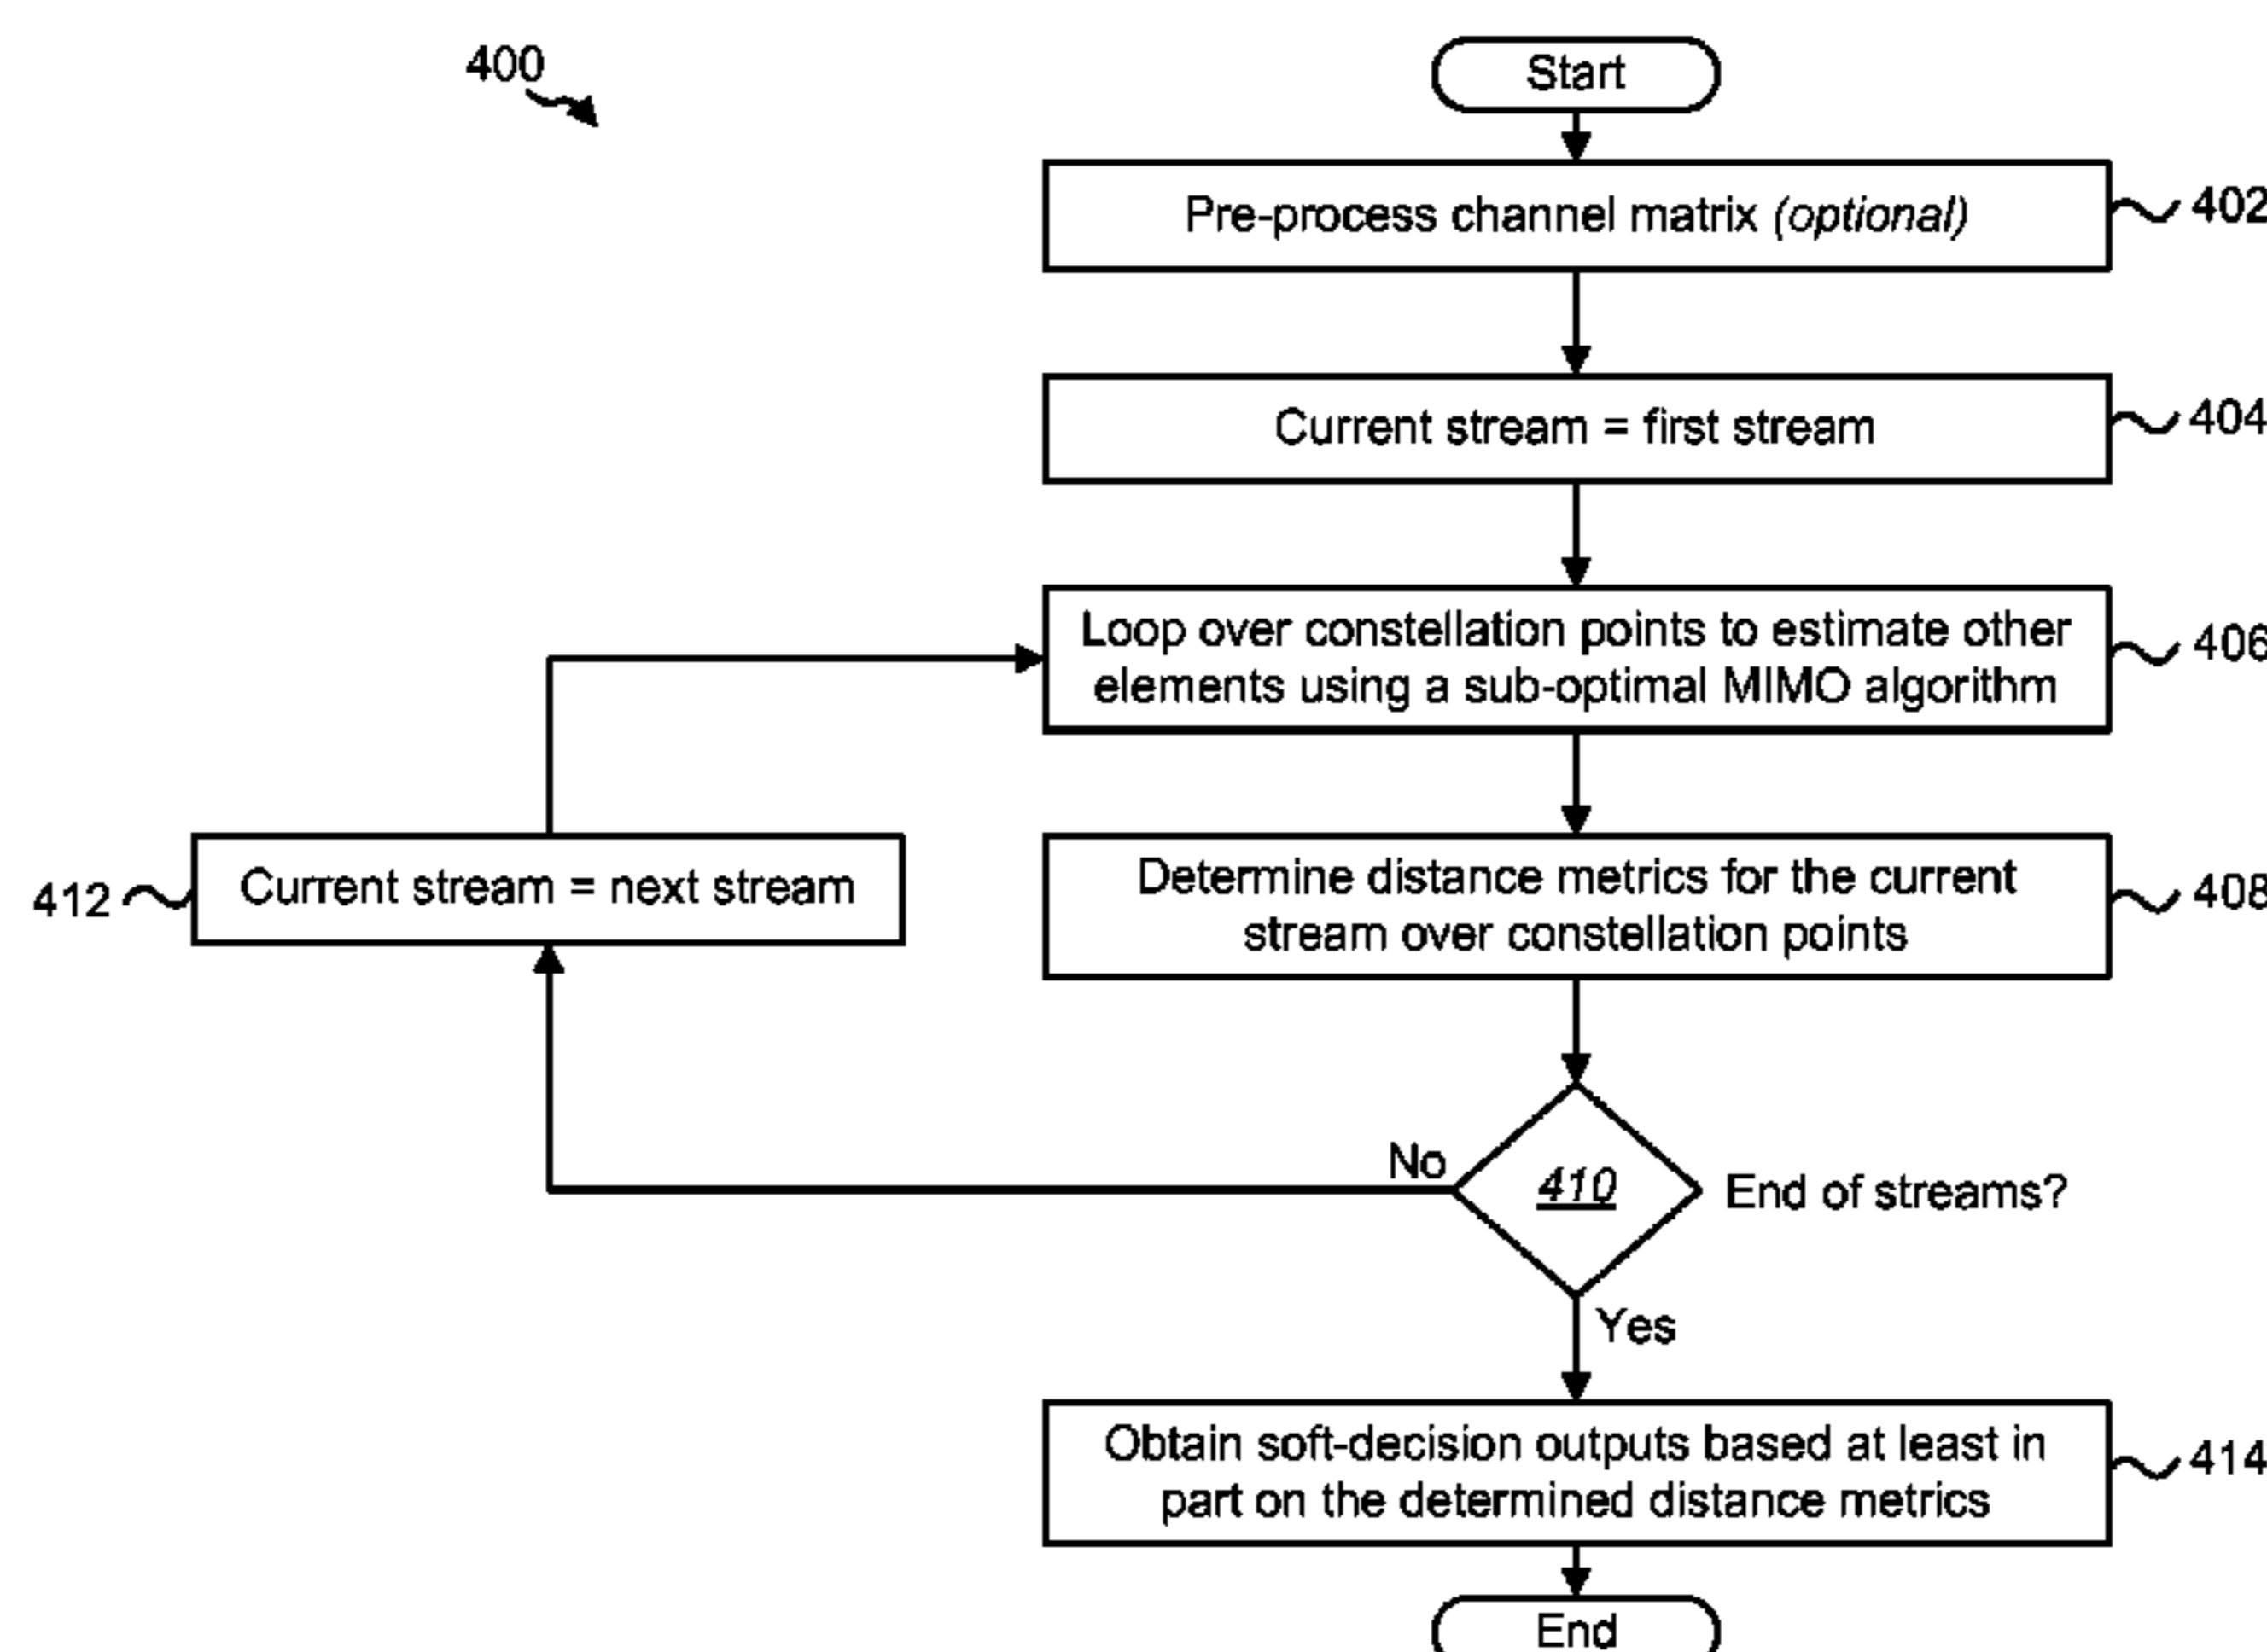 400
Start
Pre-process channel matrix (optional)
402
Current stream = first stream
404
Loop over constellation points to estimate other
elements using a sub-optimal MIMO algorithm
406
412
Current stream = next stream
Determine distance metrics for the current
stream over constellation points
408
No
410
End of streams?
Yes
Obtain soft-decision outputs based at least in
part on the determined distance metrics
414
End